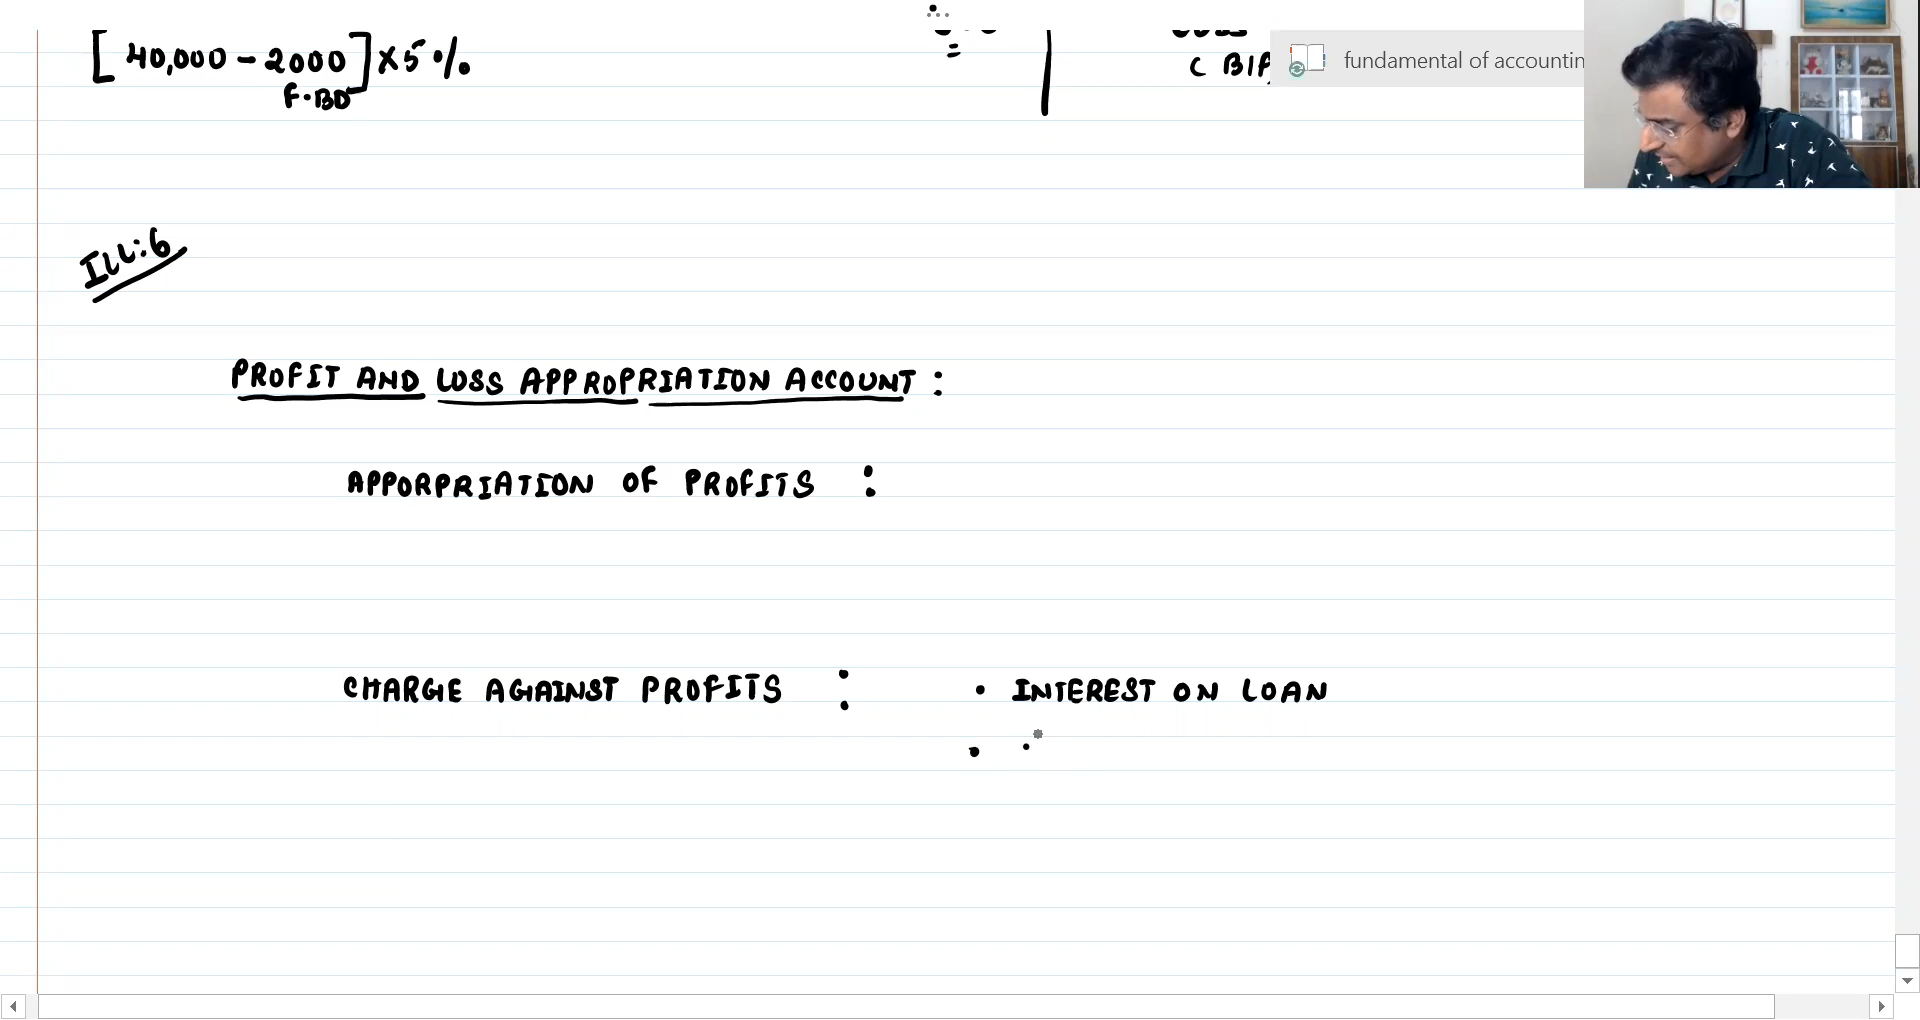 [ 40,000 - 2000 ] X 5 %
F.BD
fundamental of accountin
ILL:6
PROFIT AND LOSS APPROPRIATION ACCOUNT :
APPORPRIATION OF PROFITS :
CHARGE AGAINST PROFITS : • INTEREST ON LOAN
•